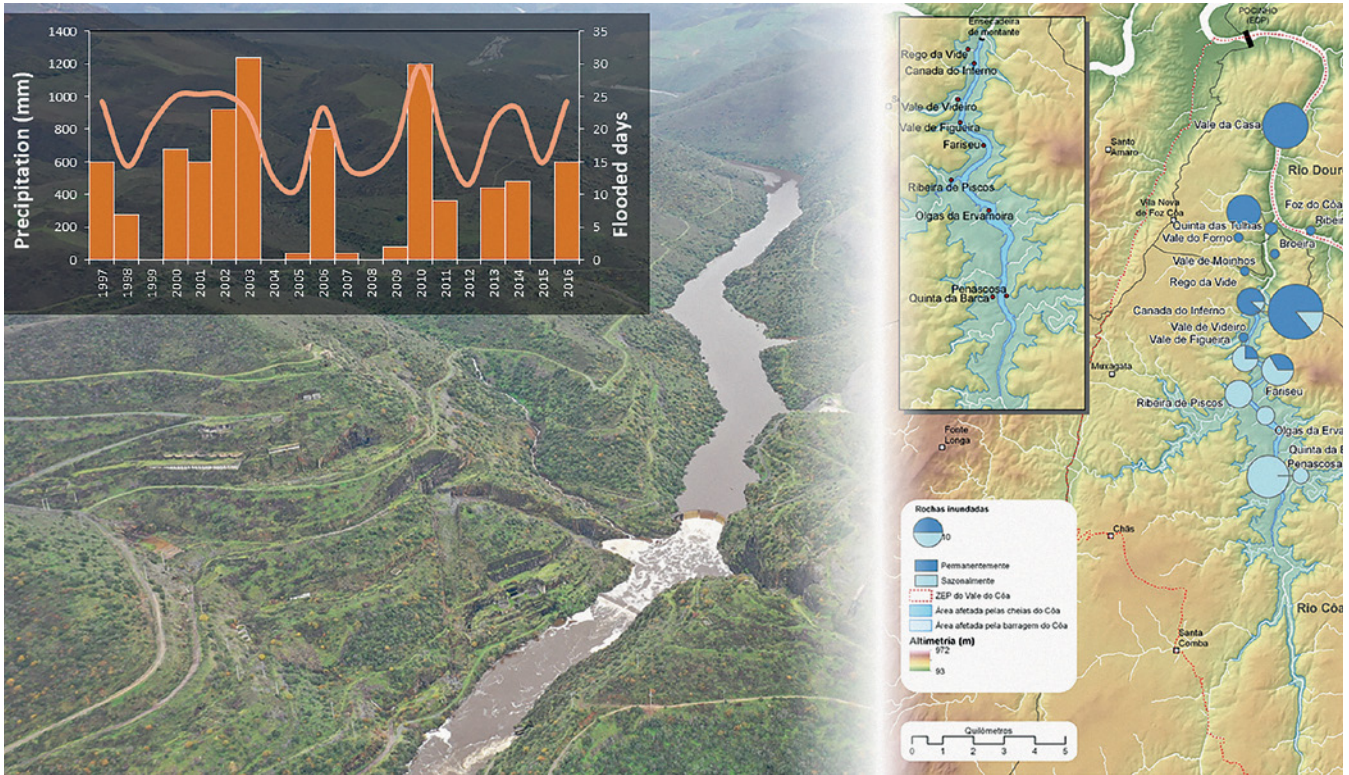 1400
1200
1000
800
600
400
200
0
Precipitation (mm)
35
30
25
20
15
10
5
0
Flooded days
1997
1998
1999
2000
2001
2002
2003
2004
2005
2006
2007
2008
2009
2010
2011
2012
2013
2014
2015
2016
Ensecadeira
de montante
Rego da Vide
Canada do Inferno
Vale de Videiro
Vale de Figueira
Fariseu
Ribeira de Piscos
Olgas da Ervamoira
Penascosa
Quinta da Barca
POCINHO
(EDP)
Vale da Casa
Santo
Amaro
Rio Dour
Vila Nova
de Foz Côa
Foz do Côa
Quinta das Tulhas
Ribei
Vale do Forno
Broeira
Vale de Moinhos
Rego da Vide
Canada do Inferno
Vale de Videiro
Vale de Figueira
Muxagata
Fariseu
Ribeira de Piscos
Olgas da Erva
Fonte
Longa
Quinta da B
Penascosa
Chãs
Santa
Comba
Rio Côa
Rochas inundadas
10
Permanentemente
Sazonalmente
ZEP do Vale do Côa
Área afetada pelas cheias do Côa
Área afetada pela barragem do Côa
Altimetria (m)
972
93
Quilómetros
0 1 2 3 4 5